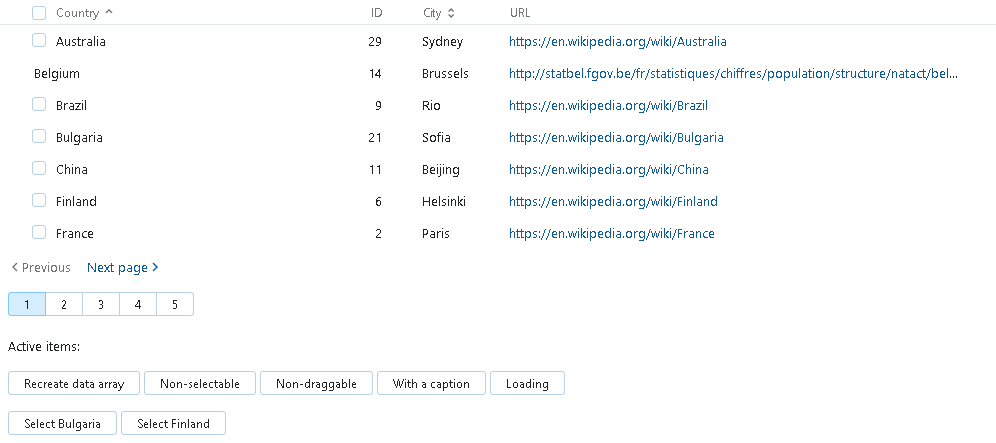 Country ID City URL
Australia 29 Sydney https://en.wikipedia.org/wiki/Australia
Belgium 14 Brussels http://statbel.fgov.be/fr/statistiques/chiffres/population/structure/natact/bel...
Brazil 9 Rio https://en.wikipedia.org/wiki/Brazil
Bulgaria 21 Sofia https://en.wikipedia.org/wiki/Bulgaria
China 11 Beijing https://en.wikipedia.org/wiki/China
Finland 6 Helsinki https://en.wikipedia.org/wiki/Finland
France 2 Paris https://en.wikipedia.org/wiki/France
Previous Next page
1 2 3 4 5
Active items:
Recreate data array Non-selectable Non-draggable With a caption Loading
Select Bulgaria Select Finland